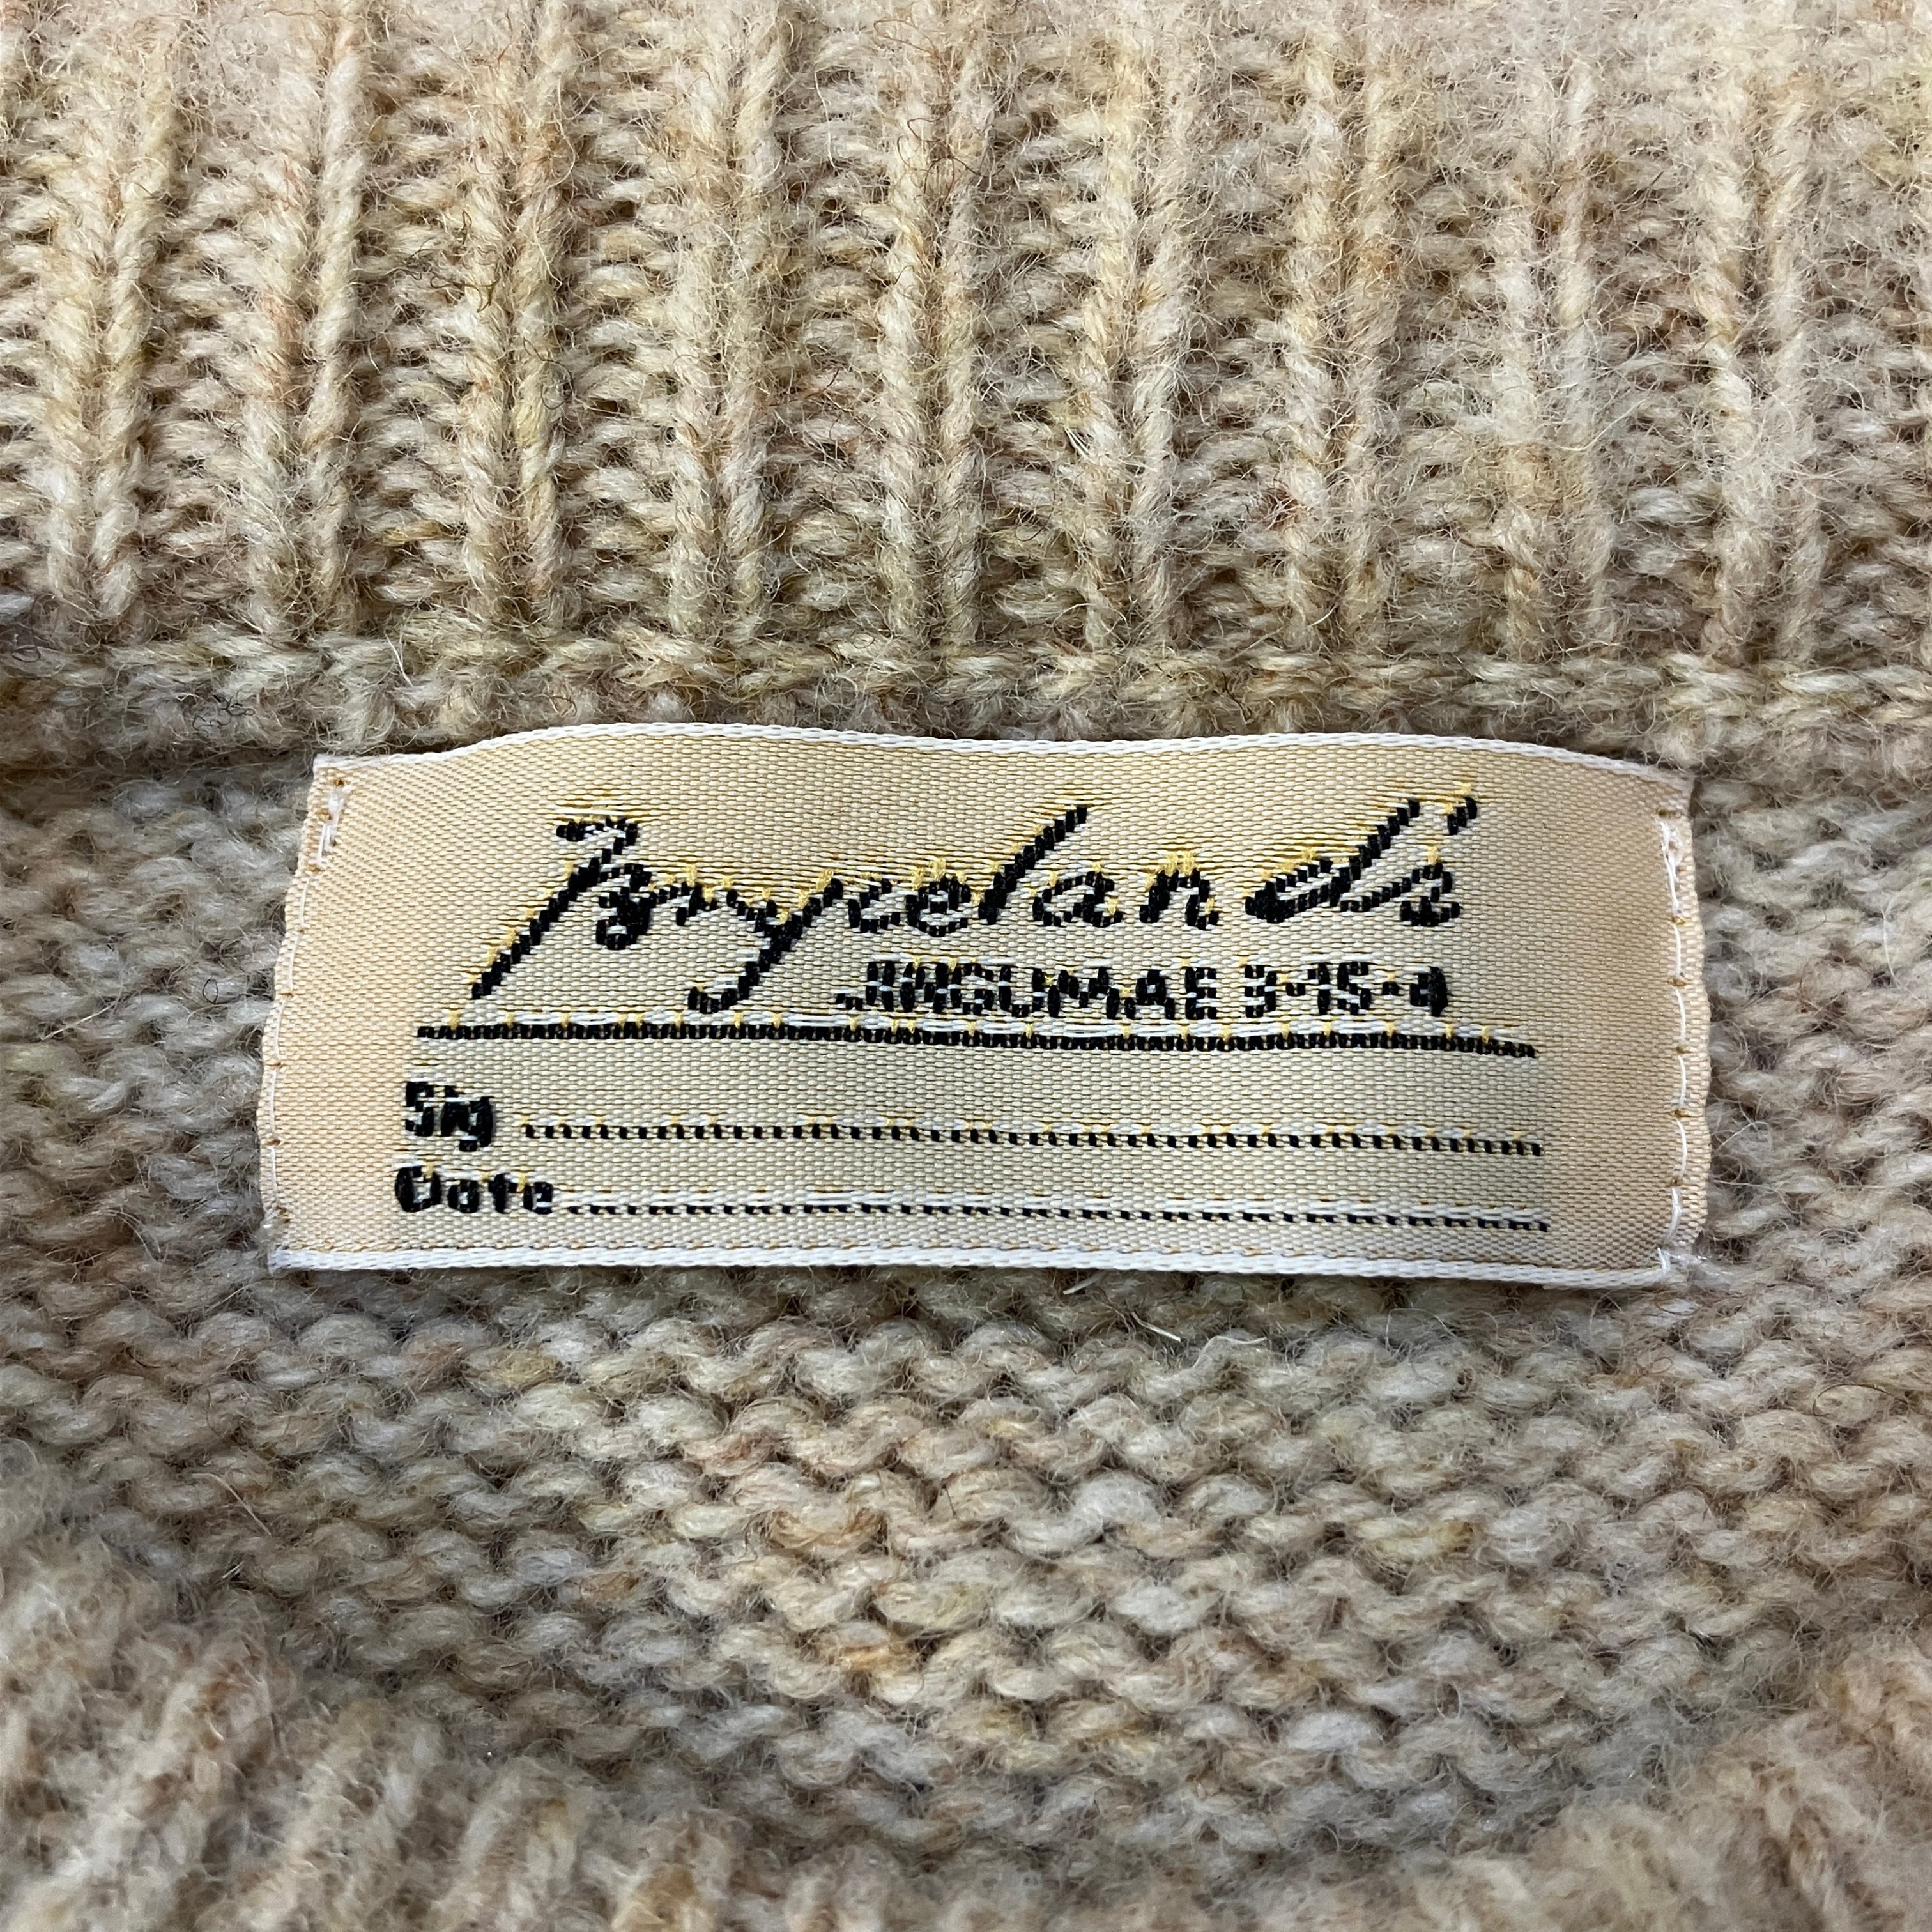 Bryceland's
JINGUMAE 3-15-4
Sig
Date